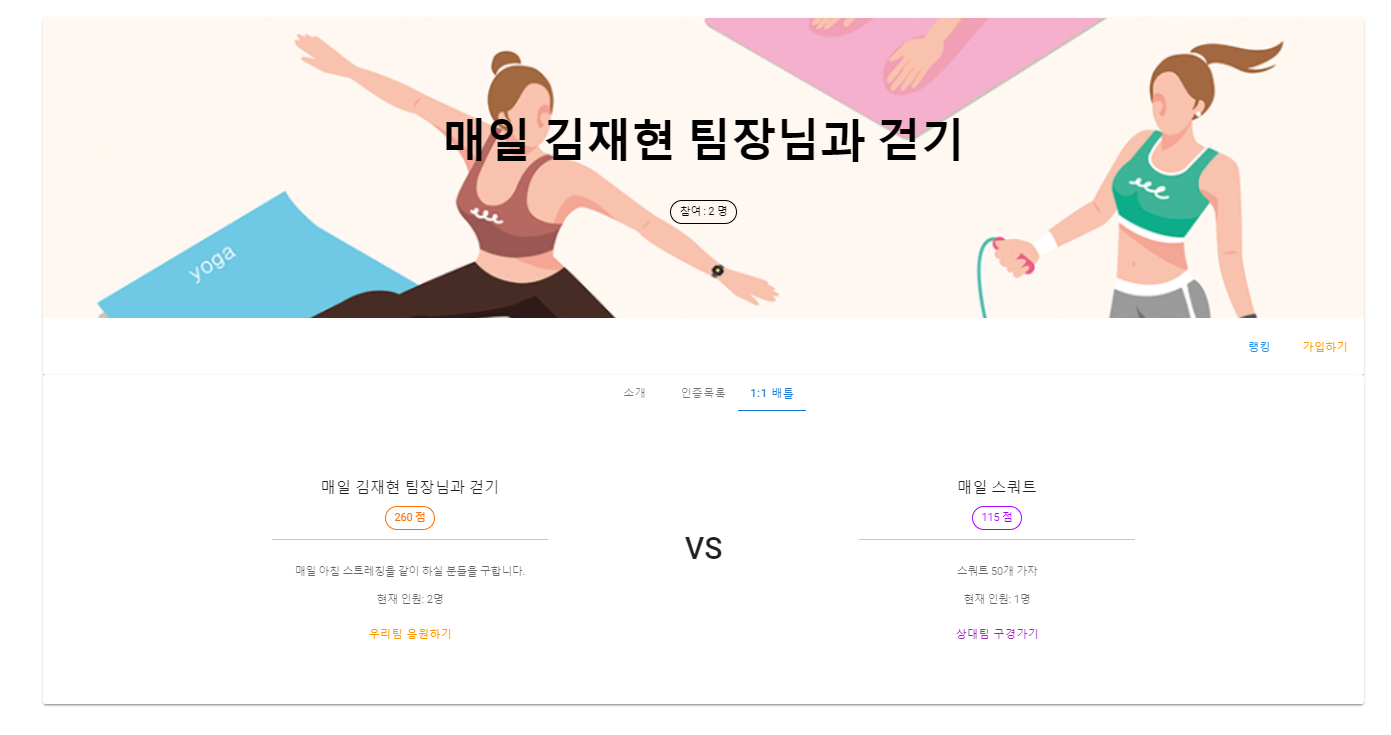 매일 김재현 팀장님과 걷기
참여 : 2 명
yoga
랭킹 가입하기
소개 인증목록 1:1 배틀
매일 김재현 팀장님과 걷기
260 점
매일 아침 스트레칭을 같이 하실 분들을 구합니다.
현재 인원: 2명
우리팀 응원하기
VS
매일 스쿼트
115 점
스쿼트 50개 가자
현재 인원: 1명
상대팀 구경가기